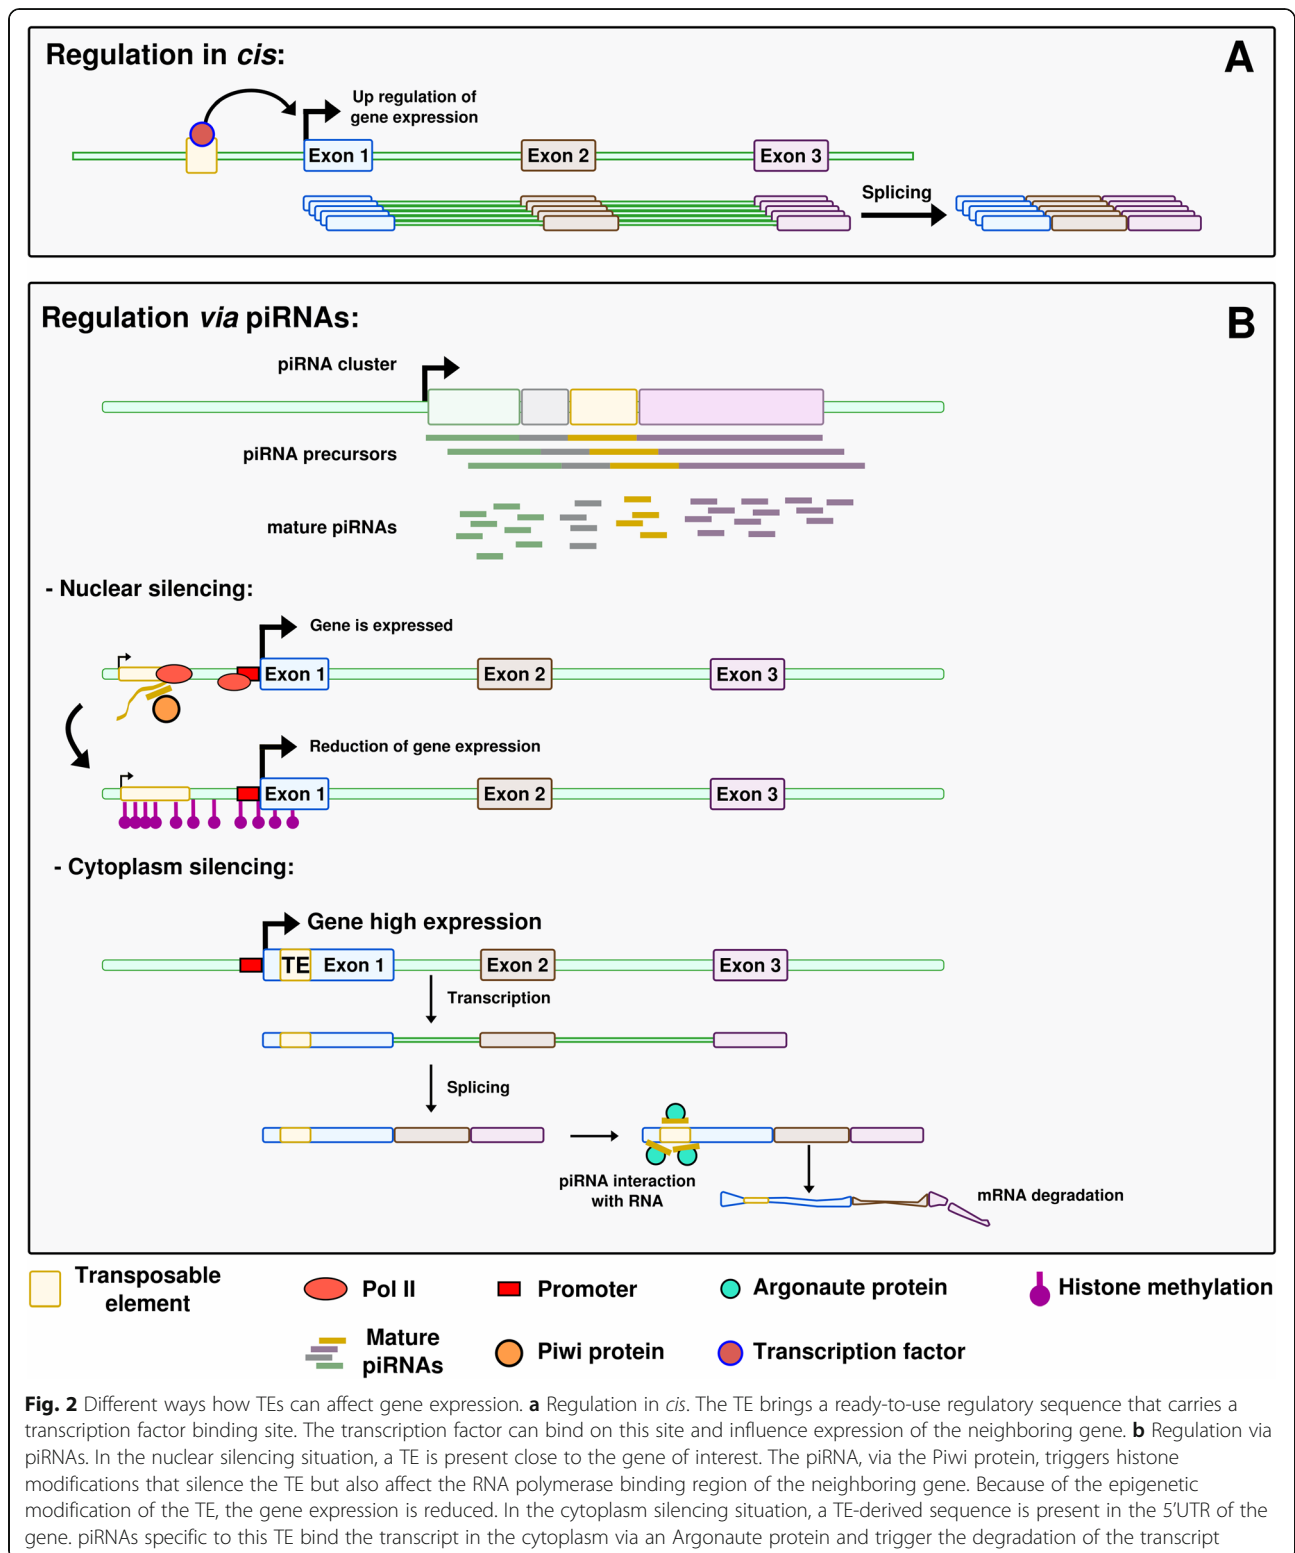 Regulation in cis:
A
Up regulation of
gene expression
Exon 1
Exon 2
Exon 3
Splicing
Regulation via piRNAs:
B
piRNA cluster
piRNA precursors
mature piRNAs
- Nuclear silencing:
Gene is expressed
Exon 1
Exon 2
Exon 3
Reduction of gene expression
Exon 1
Exon 2
Exon 3
- Cytoplasm silencing:
Gene high expression
TE
Exon 1
Exon 2
Exon 3
Transcription
Splicing
piRNA interaction
with RNA
mRNA degradation
Transposable
element
Pol II
Promoter
Argonaute protein
Histone methylation
Mature
piRNAs
Piwi protein
Transcription factor
Fig. 2 Different ways how TEs can affect gene expression. a Regulation in cis. The TE brings a ready-to-use regulatory sequence that carries a
transcription factor binding site. The transcription factor can bind on this site and influence expression of the neighboring gene. b Regulation via
piRNAs. In the nuclear silencing situation, a TE is present close to the gene of interest. The piRNA, via the Piwi protein, triggers histone
modifications that silence the TE but also affect the RNA polymerase binding region of the neighboring gene. Because of the epigenetic
modification of the TE, the gene expression is reduced. In the cytoplasm silencing situation, a TE-derived sequence is present in the 5'UTR of the
gene. piRNAs specific to this TE bind the transcript in the cytoplasm via an Argonaute protein and trigger the degradation of the transcript